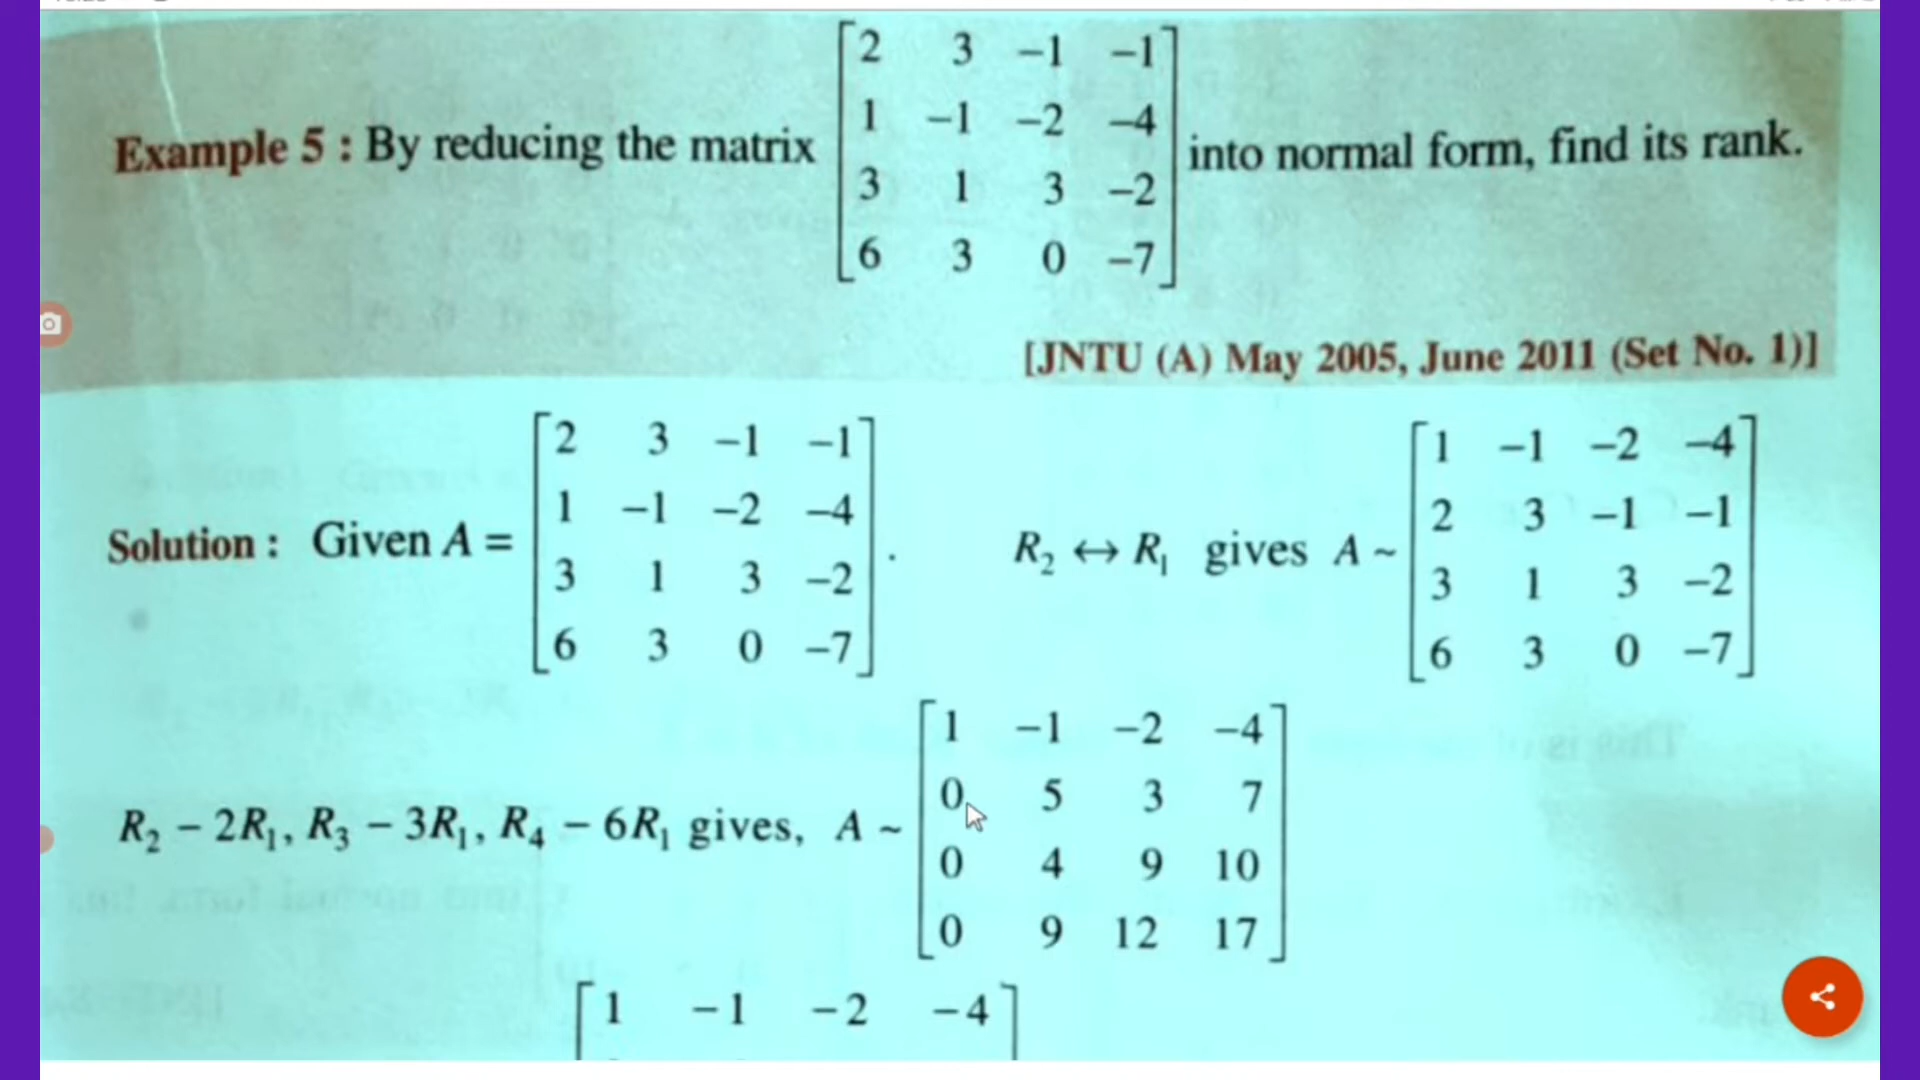 Example 5 : By reducing the matrix [2 3 −1 −1
1 −1 −2 −4
3 1 3 −2
6 3 0 −7] into normal form, find its rank.
[JNTU (A) May 2005, June 2011 (Set No. 1)]
Solution : Given A = [2 3 −1 −1
1 −1 −2 −4
3 1 3 −2
6 3 0 −7] .
R₂ ↔ R₁ gives A ~ [1 −1 −2 −4
2 3 −1 −1
3 1 3 −2
6 3 0 −7]
R₂ − 2R₁, R₃ − 3R₁, R₄ − 6R₁ gives, A ~ [1 −1 −2 −4
0 5 3 7
0 4 9 10
0 9 12 17]
[1 −1 −2 −4]